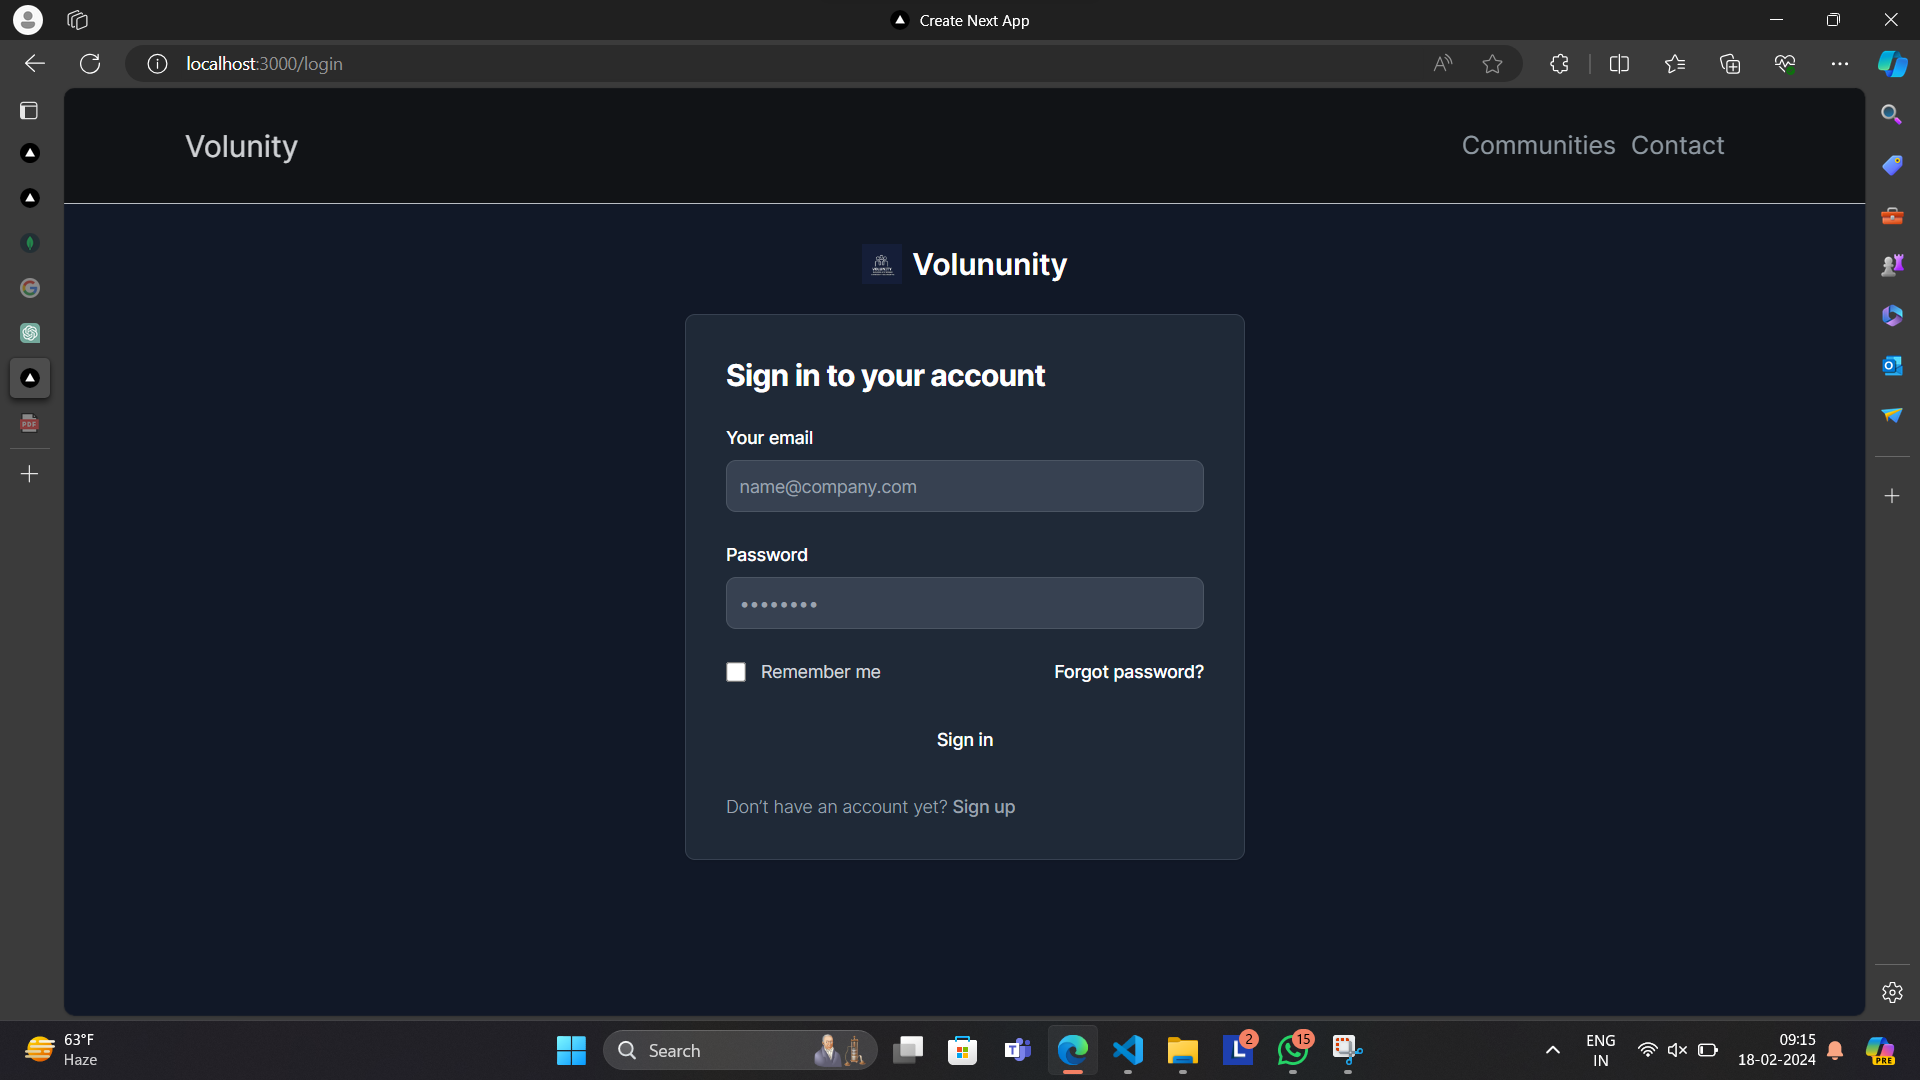 Create Next App
localhost:3000/login
Volunity
Communities Contact
Volununity
Sign in to your account
Your email
name@company.com
Password
Remember me
Forgot password?
Sign in
Don't have an account yet? Sign up
PDF
63°F
Haze
Search
2
15
ENG
IN
09:15
18-02-2024
PRE